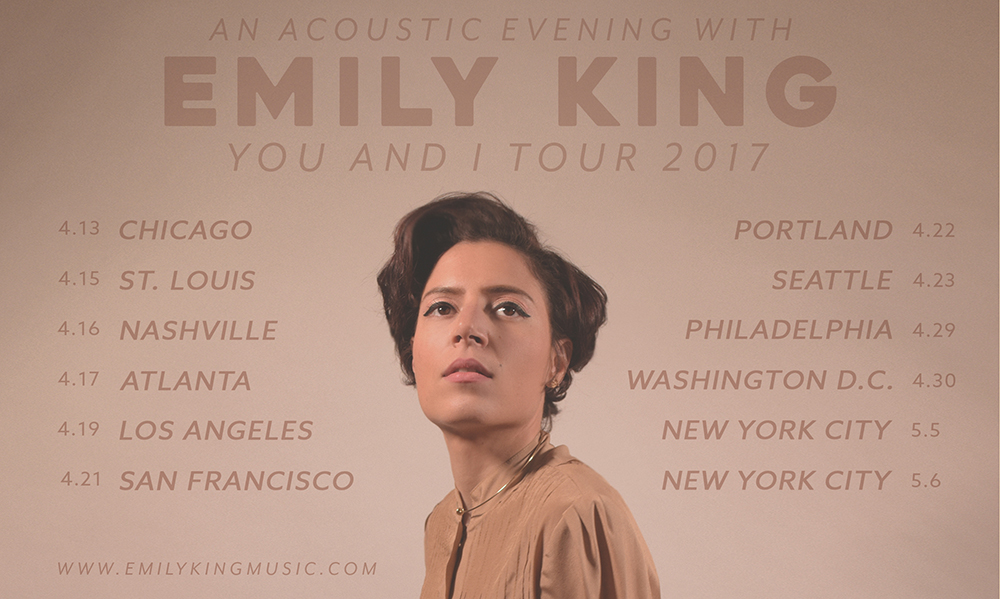 AN ACOUSTIC EVENING WITH
EMILY KING
YOU AND I TOUR 2017
4.13 CHICAGO
4.15 ST. LOUIS
4.16 NASHVILLE
4.17 ATLANTA
4.19 LOS ANGELES
4.21 SAN FRANCISCO
PORTLAND 4.22
SEATTLE 4.23
PHILADELPHIA 4.29
WASHINGTON D.C. 4.30
NEW YORK CITY 5.5
NEW YORK CITY 5.6
WWW.EMILYKINGMUSIC.COM